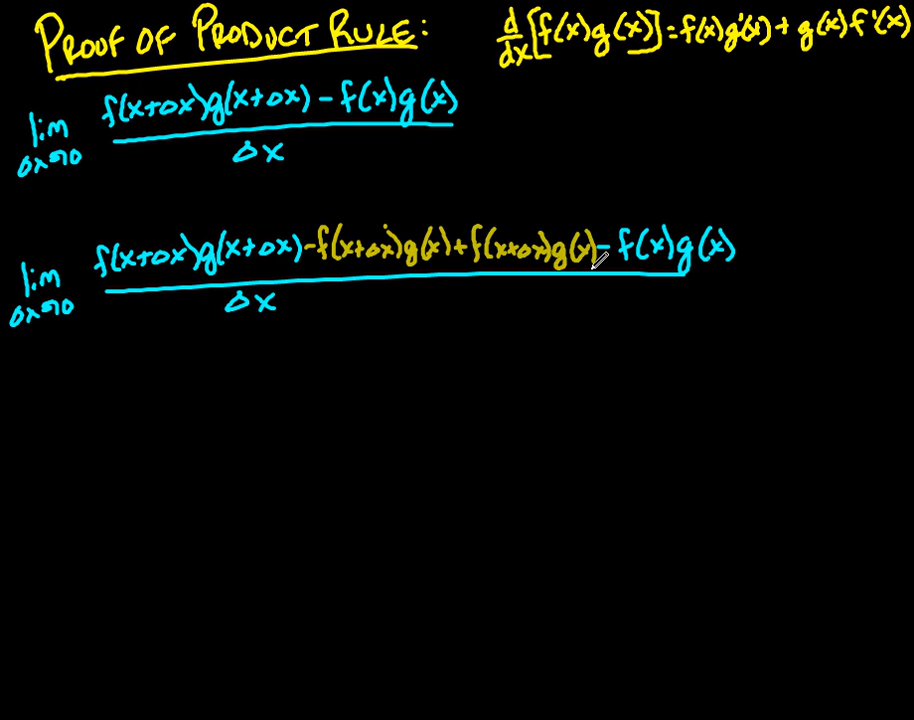 PROOF OF PRODUCT RULE:
d/dx [f(x)g(x)] = f(x)g'(x) + g(x)f'(x)
lim Δx→0 f(x+Δx)g(x+Δx) - f(x)g(x) / Δx
lim Δx→0 f(x+Δx)g(x+Δx) - f(x+Δx)g(x) + f(x+Δx)g(x) - f(x)g(x) / Δx